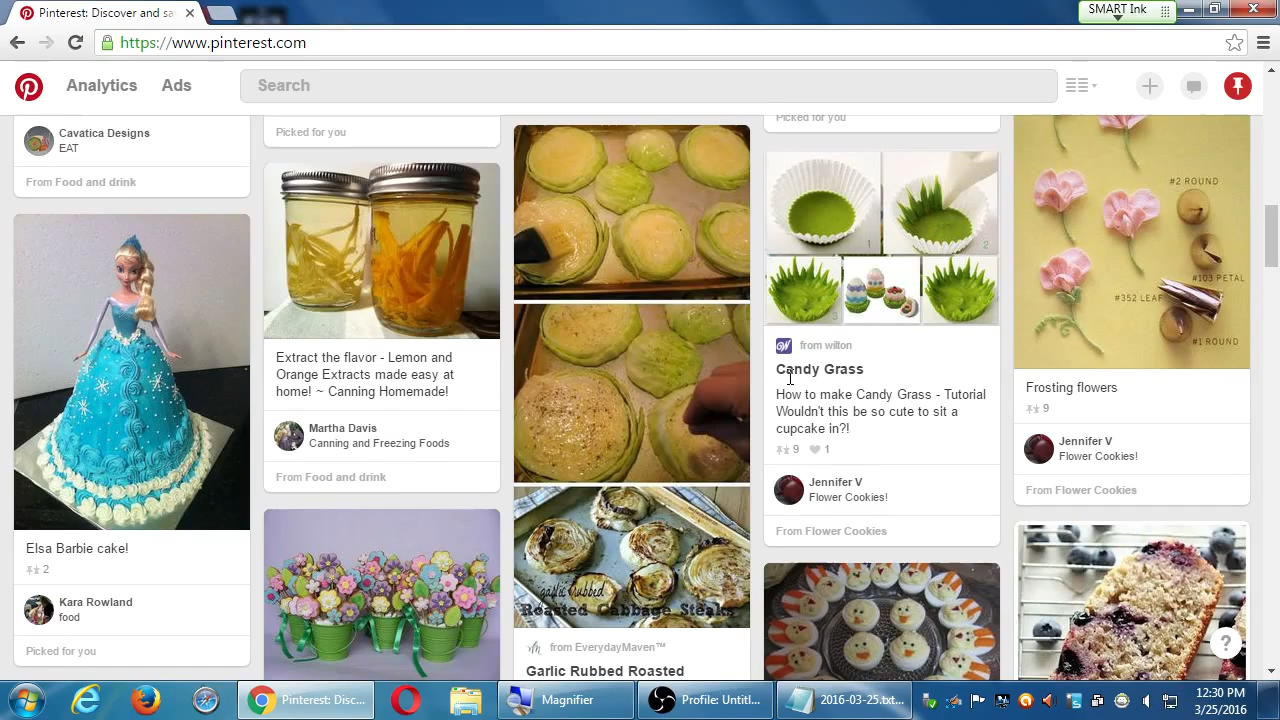 Pinterest: Discover and sa
SMART Ink
https://www.pinterest.com
Analytics
Ads
Search
Cavatica Designs
EAT
From Food and drink
Elsa Barbie cake!
2
Kara Rowland
food
Picked for you
Picked for you
Extract the flavor - Lemon and
Orange Extracts made easy at
home! ~ Canning Homemade!
Martha Davis
Canning and Freezing Foods
From Food and drink
garlic rubbed
Roasted Cabbage Steaks
from EverydayMaven™
Garlic Rubbed Roasted
Picked for you
1
2
3
from wilton
Candy Grass
How to make Candy Grass - Tutorial
Wouldn't this be so cute to sit a
cupcake in?!
9 1
Jennifer V
Flower Cookies!
From Flower Cookies
#2 ROUND
#103 PETAL
#352 LEAF
#1 ROUND
Frosting flowers
9
Jennifer V
Flower Cookies!
From Flower Cookies
?
Pinterest: Disc...
Magnifier
Profile: Untitl...
2016-03-25.txt...
12:30 PM
3/25/2016